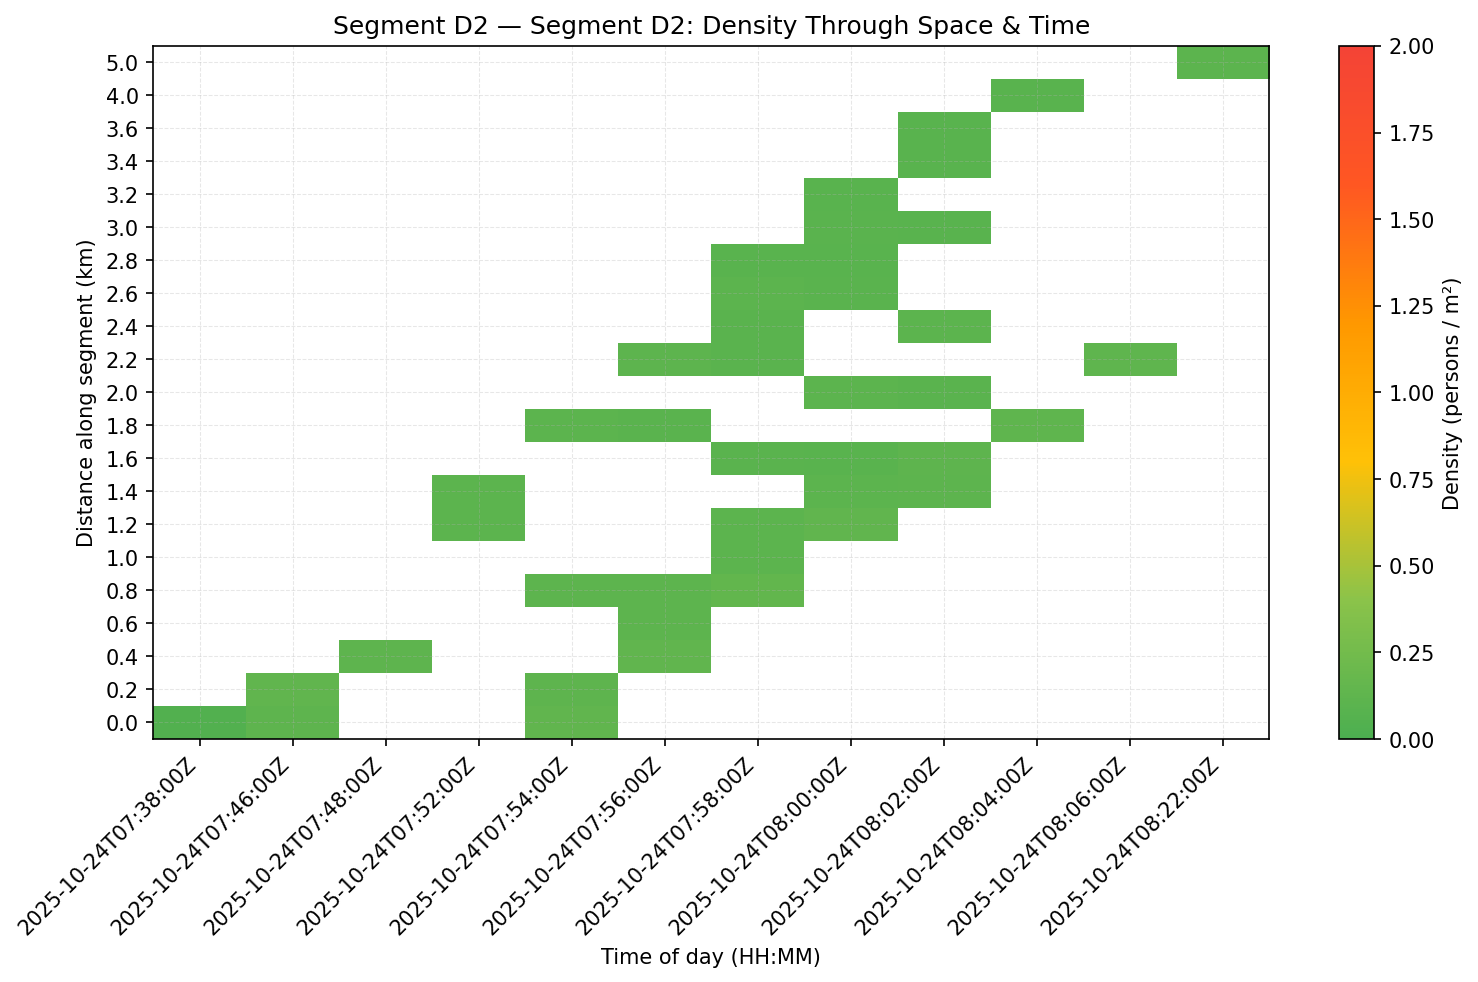 Segment D2 — Segment D2: Density Through Space & Time
Distance along segment (km)
5.0
4.0
3.6
3.4
3.2
3.0
2.8
2.6
2.4
2.2
2.0
1.8
1.6
1.4
1.2
1.0
0.8
0.6
0.4
0.2
0.0
2025-10-24T07:38:00Z
2025-10-24T07:46:00Z
2025-10-24T07:48:00Z
2025-10-24T07:52:00Z
2025-10-24T07:54:00Z
2025-10-24T07:56:00Z
2025-10-24T07:58:00Z
2025-10-24T08:00:00Z
2025-10-24T08:02:00Z
2025-10-24T08:04:00Z
2025-10-24T08:06:00Z
2025-10-24T08:22:00Z
Time of day (HH:MM)
2.00
1.75
1.50
1.25
1.00
0.75
0.50
0.25
0.00
Density (persons / m²)